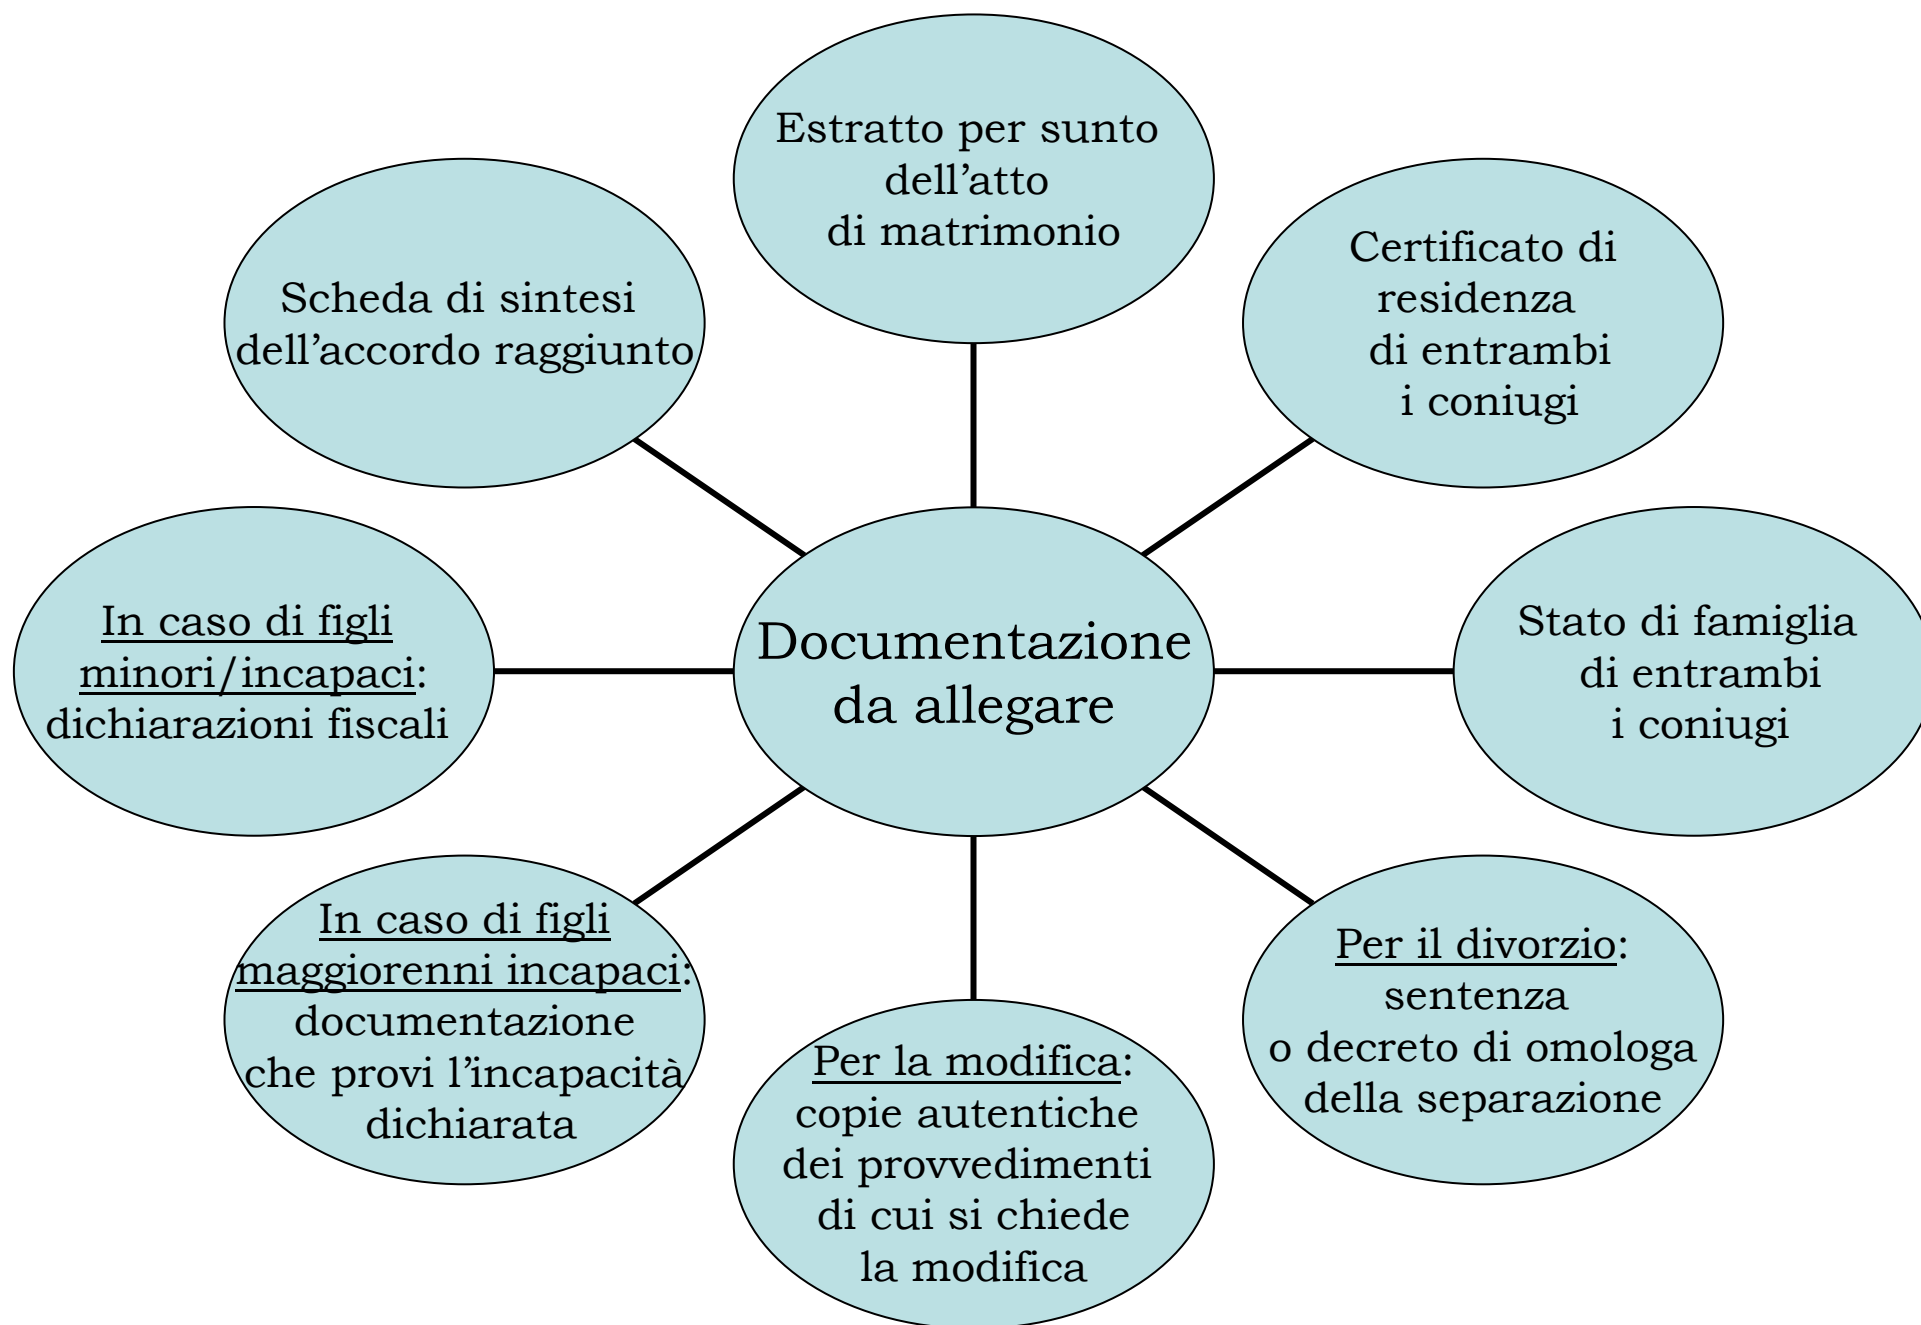 Estratto per sunto
dell’atto
di matrimonio
Certificato di
residenza
di entrambi
i coniugi
Scheda di sintesi
dell’accordo raggiunto
In caso di figli
minori/incapaci:
dichiarazioni fiscali
Documentazione
da allegare
Stato di famiglia
di entrambi
i coniugi
In caso di figli
maggiorenni incapaci:
documentazione
che provi l’incapacità
dichiarata
Per la modifica:
copie autentiche
dei provvedimenti
di cui si chiede
la modifica
Per il divorzio:
sentenza
o decreto di omologa
della separazione